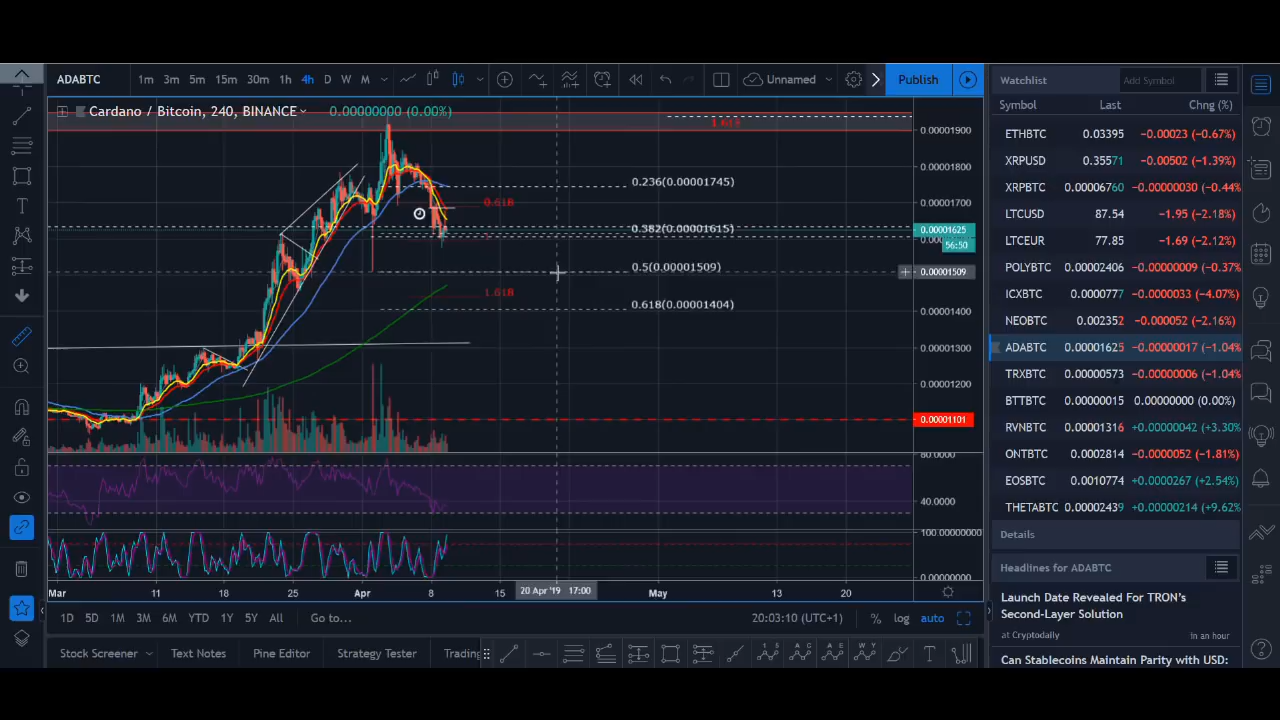 ADABTC 1m 3m 5m 15m 30m 1h 4h D W M Unnamed Publish
Cardano / Bitcoin, 240, BINANCE 0.00000000 (0.00%)
1.618
0.00001900
0.00001800
0.236(0.00001745)
0.618
0.00001700
0.382(0.00001615)
0.00001625
56:50
0.5(0.00001509)
0.00001509
1.618
0.618(0.00001404)
0.00001400
0.00001300
0.00001200
0.00001101
80.0000
40.0000
100.00000000
0.00000000
Mar 11 18 25 Apr 8 15 20 Apr '19 17:00 May 13 20
1D 5D 1M 3M 6M YTD 1Y 5Y All Go to... 20:03:10 (UTC+1) % log auto
Stock Screener Text Notes Pine Editor Strategy Tester Trading
Watchlist Add Symbol
Symbol Last Chng (%)
ETHBTC 0.03395 −0.00023 (−0.67%)
XRPUSD 0.35571 −0.00502 (−1.39%)
XRPBTC 0.00006760 −0.00000030 (−0.44%
LTCUSD 87.54 −1.95 (−2.18%)
LTCEUR 77.85 −1.69 (−2.12%)
POLYBTC 0.00002406 −0.00000009 (−0.37%
ICXBTC 0.0000777 −0.0000033 (−4.07%)
NEOBTC 0.002352 −0.000052 (−2.16%)
ADABTC 0.00001625 −0.00000017 (−1.04%
TRXBTC 0.00000573 −0.00000006 (−1.04%
BTTBTC 0.00000015 0.00000000 (0.00%)
RVNBTC 0.00001316 +0.00000042 (+3.30%
ONTBTC 0.0002814 −0.0000052 (−1.81%)
EOSBTC 0.0010774 +0.0000267 (+2.54%)
THETABTC 0.00002439 +0.00000214 (+9.62%
Details
Headlines for ADABTC
Launch Date Revealed For TRON's
Second-Layer Solution
at Cryptodaily in an hour
Can Stablecoins Maintain Parity with USD: